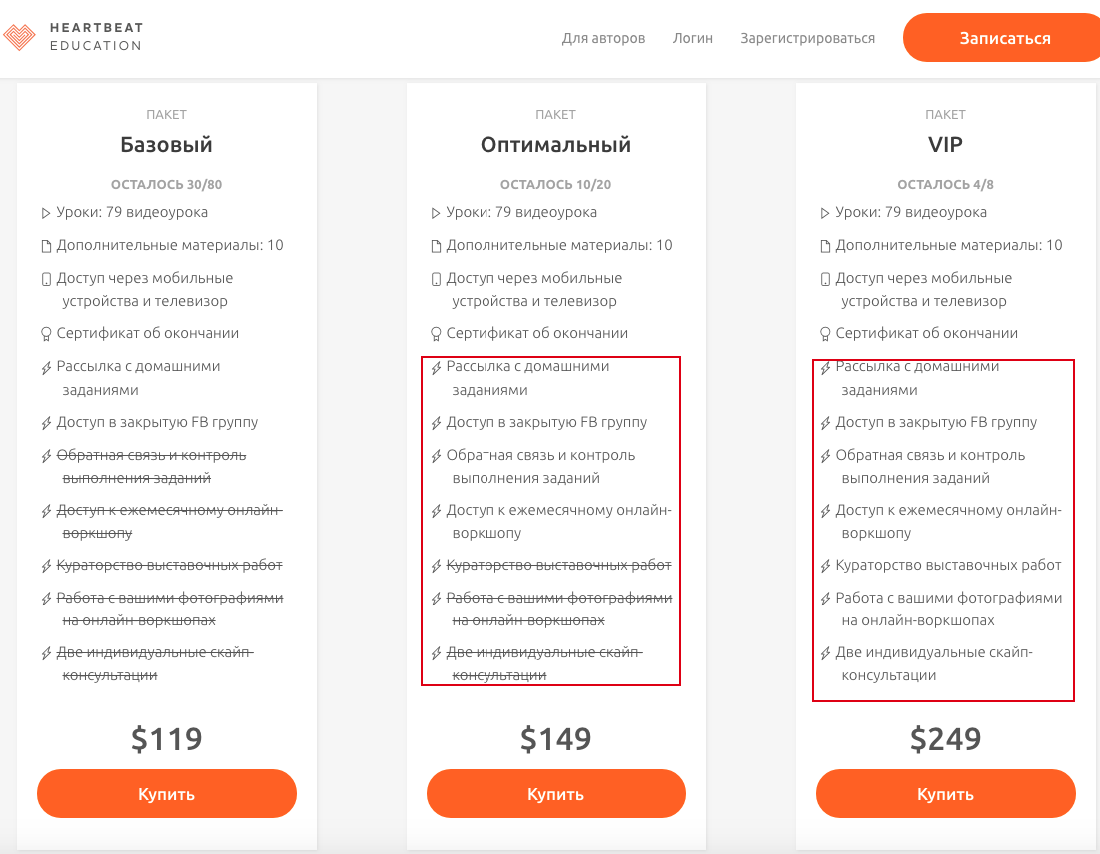 HEARTBEAT
EDUCATION
Для авторов
Логин
Зарегистрироваться
Записаться
ПАКЕТ
Базовый
ОСТАЛОСЬ 30/80
Уроки: 79 видеоурока
Дополнительные материалы: 10
Доступ через мобильные
устройства и телевизор
Сертификат об окончании
Рассылка с домашними
заданиями
Доступ в закрытую FB группу
Обратная связь и контроль
выполнения заданий
Доступ к ежемесячному онлайн-
воркшопу
Кураторство выставочных работ
Работа с вашими фотографиями
на онлайн-воркшопах
Две индивидуальные скайп-
консультации
$119
Купить
ПАКЕТ
Оптимальный
ОСТАЛОСЬ 10/20
Уроки: 79 видеоурока
Дополнительные материалы: 10
Доступ через мобильные
устройства и телевизор
Сертификат об окончании
Рассылка с домашними
заданиями
Доступ в закрытую FB группу
Обратная связь и контроль
выполнения заданий
Доступ к ежемесячному онлайн-
воркшопу
Кураторство выставочных работ
Работа с вашими фотографиями
на онлайн-воркшопах
Две индивидуальные скайп-
консультации
$149
Купить
ПАКЕТ
VIP
ОСТАЛОСЬ 4/8
Уроки: 79 видеоурока
Дополнительные материалы: 10
Доступ через мобильные
устройства и телевизор
Сертификат об окончании
Рассылка с домашними
заданиями
Доступ в закрытую FB группу
Обратная связь и контроль
выполнения заданий
Доступ к ежемесячному онлайн-
воркшопу
Кураторство выставочных работ
Работа с вашими фотографиями
на онлайн-воркшопах
Две индивидуальные скайп-
консультации
$249
Купить